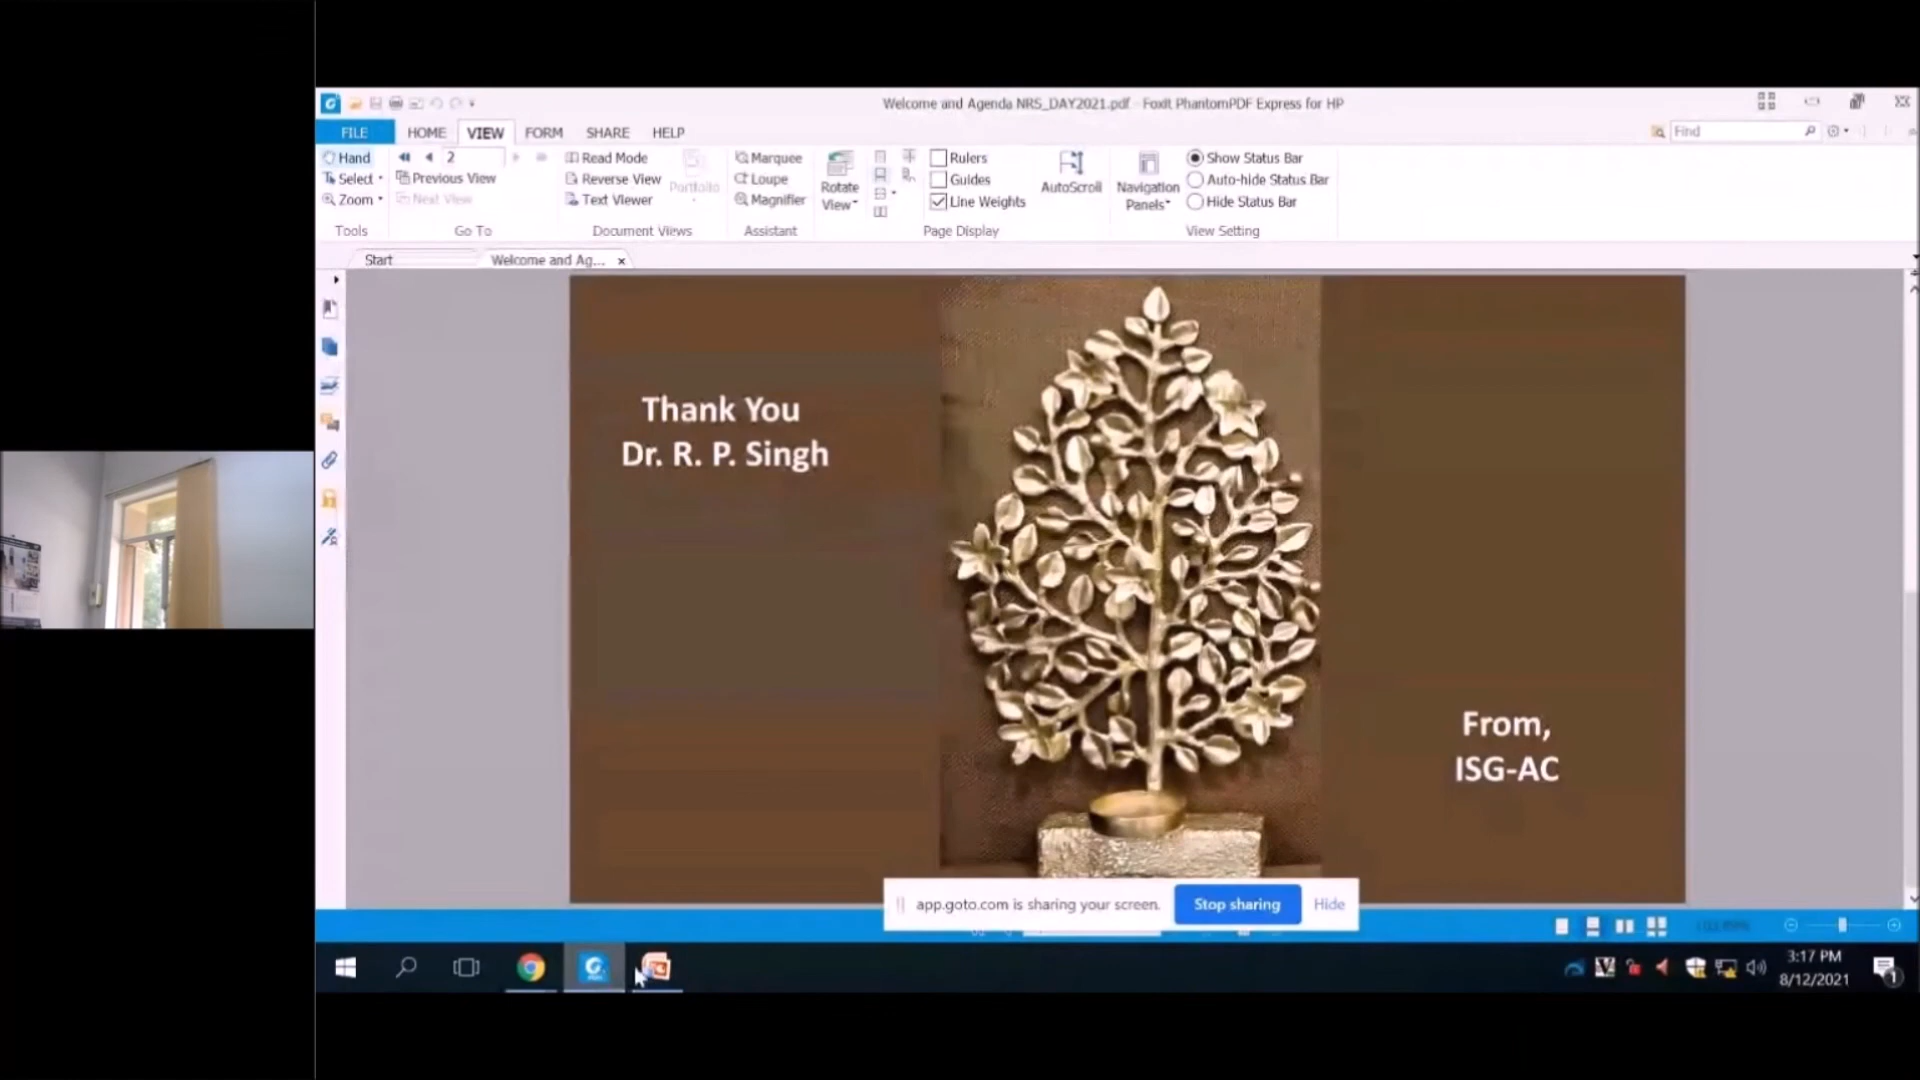 Welcome and Agenda NRS_DAY2021.pdf - Foxit PhantomPDF Express for HP
FILE HOME VIEW FORM SHARE HELP
Find
Hand
Select
Zoom
Tools
2
Previous View
Next View
Go To
Read Mode
Reverse View
Text Viewer
Portfolio
Document Views
Marquee
Loupe
Magnifier
Assistant
Rotate
View
Rulers
Guides
Line Weights
Page Display
AutoScroll
Navigation
Panels
Show Status Bar
Auto-hide Status Bar
Hide Status Bar
View Setting
Start
Welcome and Ag...
Thank You
Dr. R. P. Singh
From,
ISG-AC
app.goto.com is sharing your screen.
Stop sharing
Hide
3:17 PM
8/12/2021
1